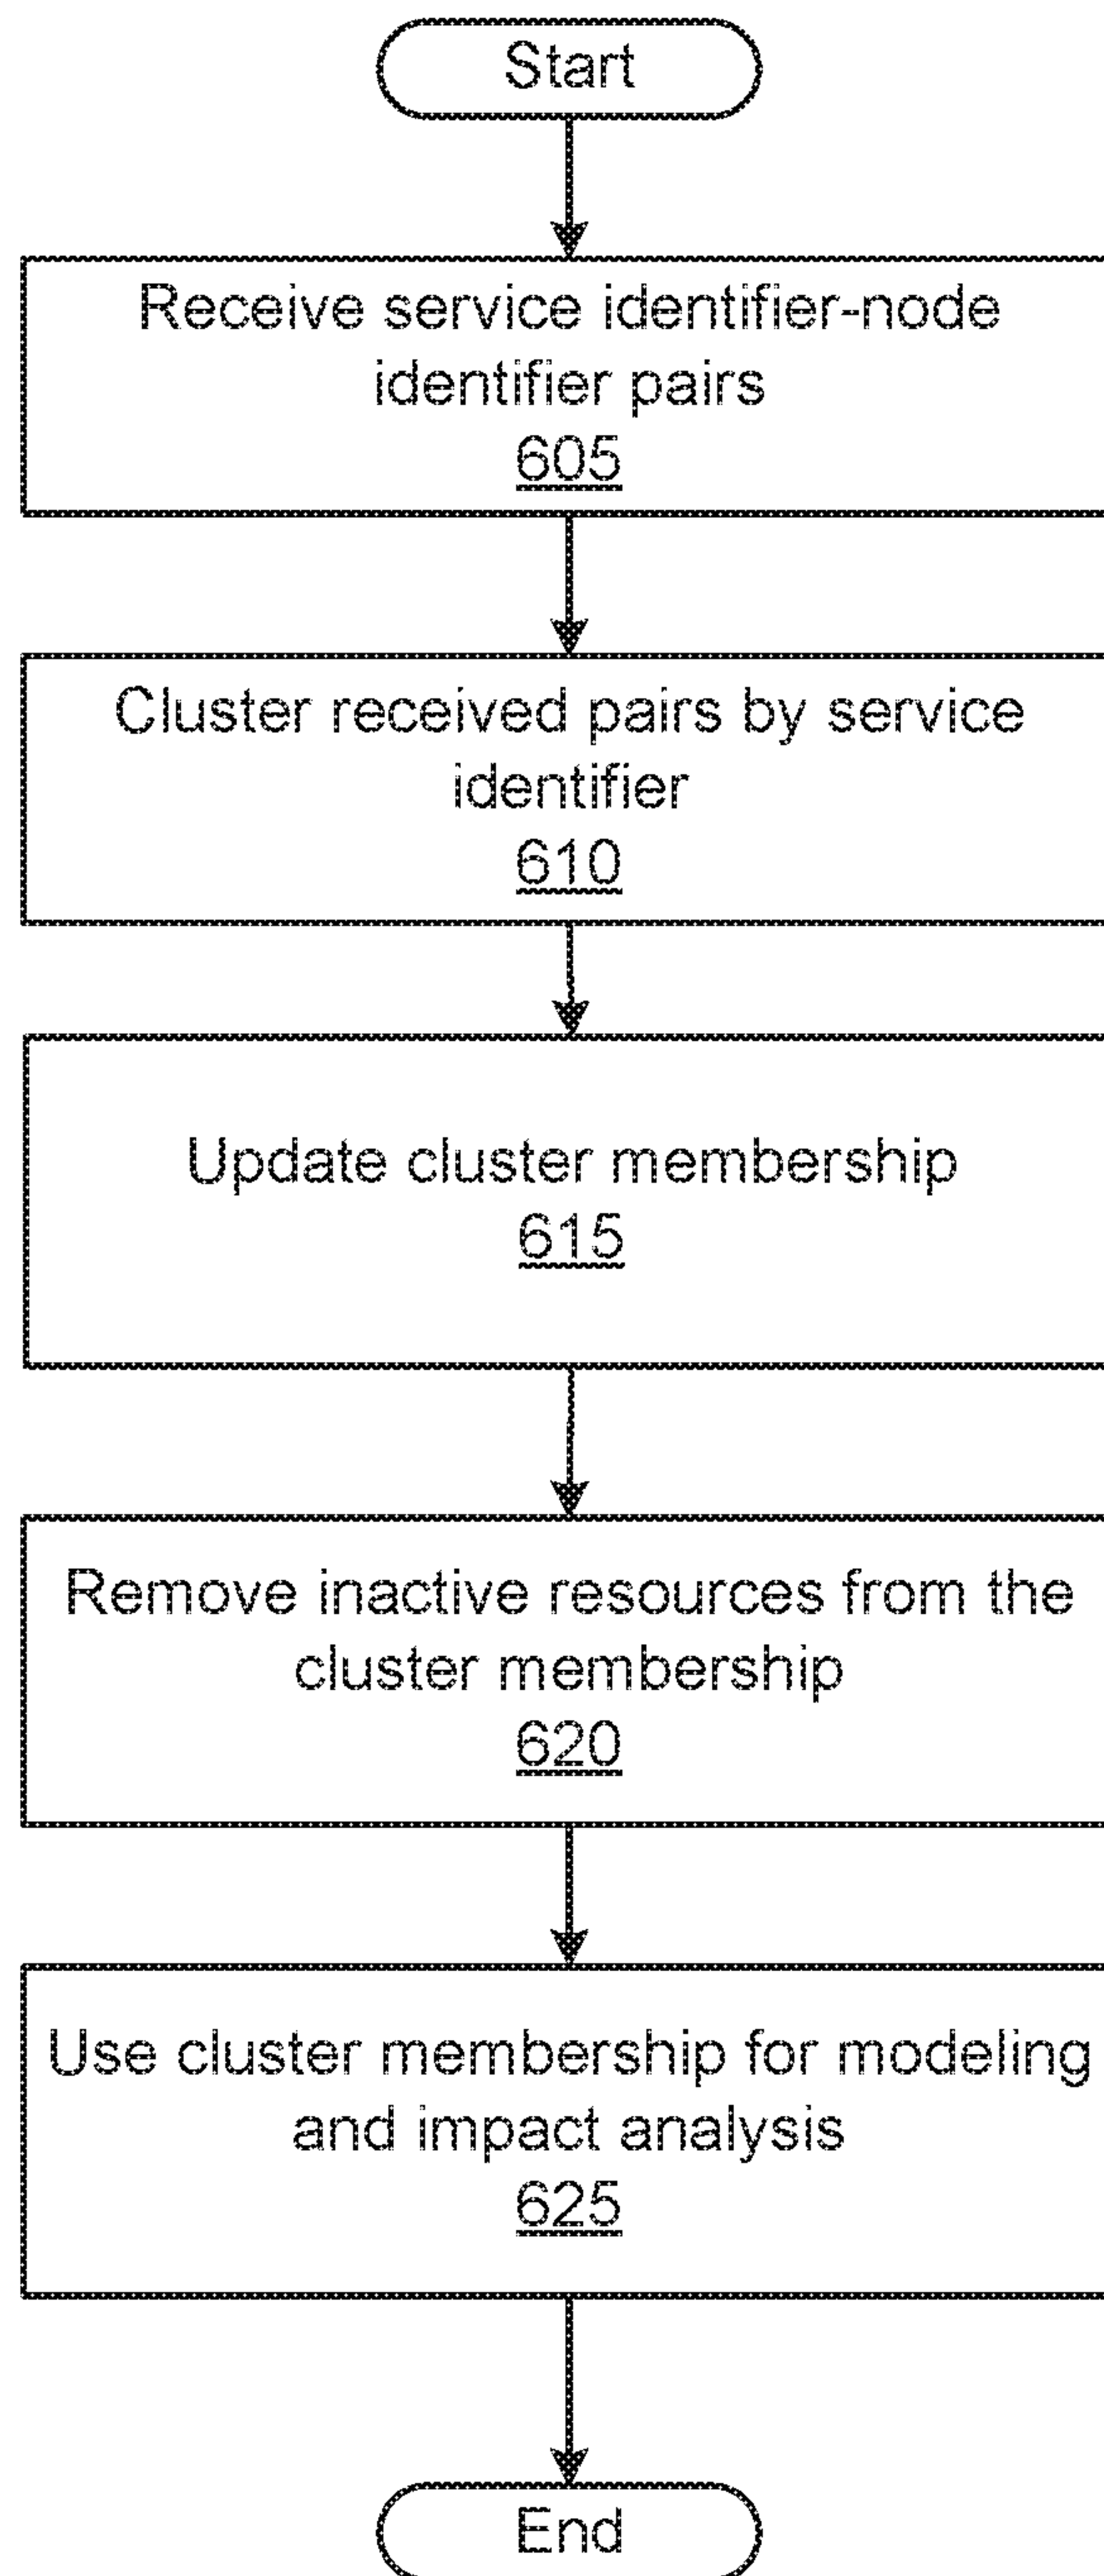 Start
Receive service identifier-node
identifier pairs
605
Cluster received pairs by service
identifier
610
Update cluster membership
615
Remove inactive resources from the
cluster membership
620
Use cluster membership for modeling
and impact analysis
625
End